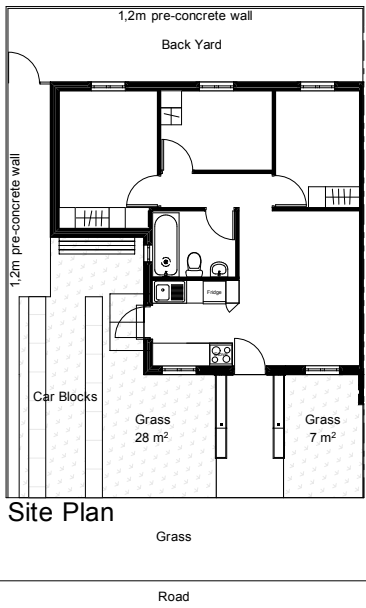 1,2m pre-concrete wall
Back Yard
1,2m pre-concrete wall
Fridge
Car Blocks
Grass
28 m²
Grass
7 m²
Site Plan
Grass
Road